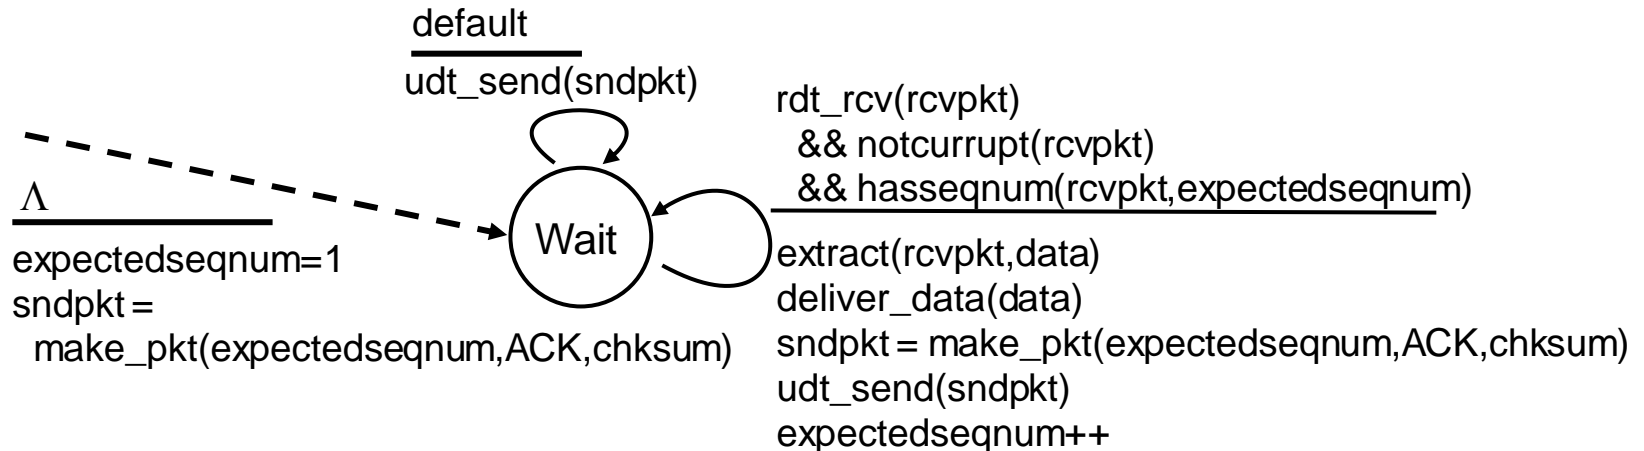 default
udt_send(sndpkt)
rdt_rcv(rcvpkt)
&& notcurrupt(rcvpkt)
&& hasseqnum(rcvpkt,expectedseqnum)
Λ
expectedseqnum=1
sndpkt =
make_pkt(expectedseqnum,ACK,chksum)
Wait
extract(rcvpkt,data)
deliver_data(data)
sndpkt = make_pkt(expectedseqnum,ACK,chksum)
udt_send(sndpkt)
expectedseqnum++